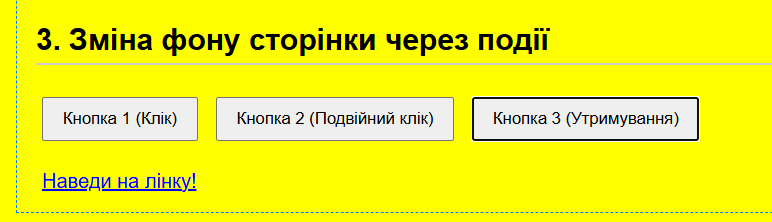 3. Зміна фону сторінки через події
Кнопка 1 (Клік) Кнопка 2 (Подвійний клік) Кнопка 3 (Утримування)
Наведи на лінку!